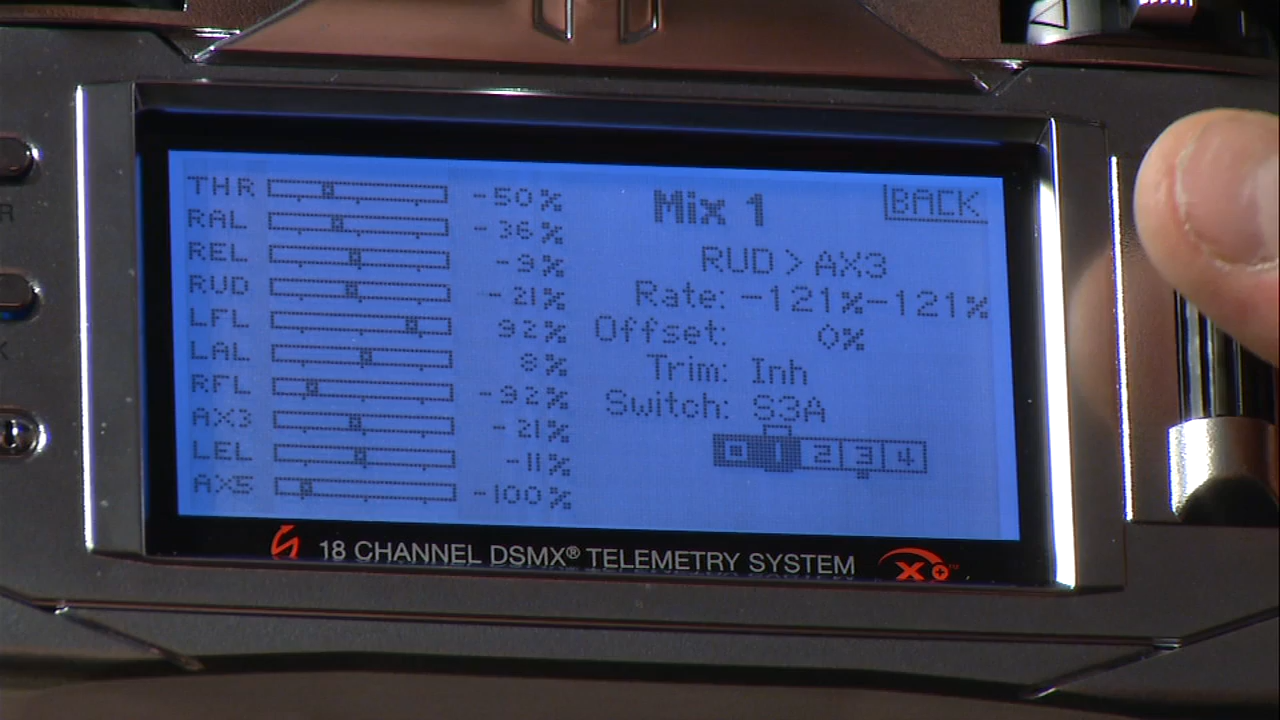 THR -50%
RAL -36%
REL -9%
RUD -21%
LFL 92%
LAL 8%
RFL -92%
AX3 -21%
LEL -11%
AX5 -100%
Mix 1
BACK
RUD > AX3
Rate: -121% -121%
Offset: 0%
Trim: Inh
Switch: S3A
0 1 2 3 4
18 CHANNEL DSMX® TELEMETRY SYSTEM X+
R
K